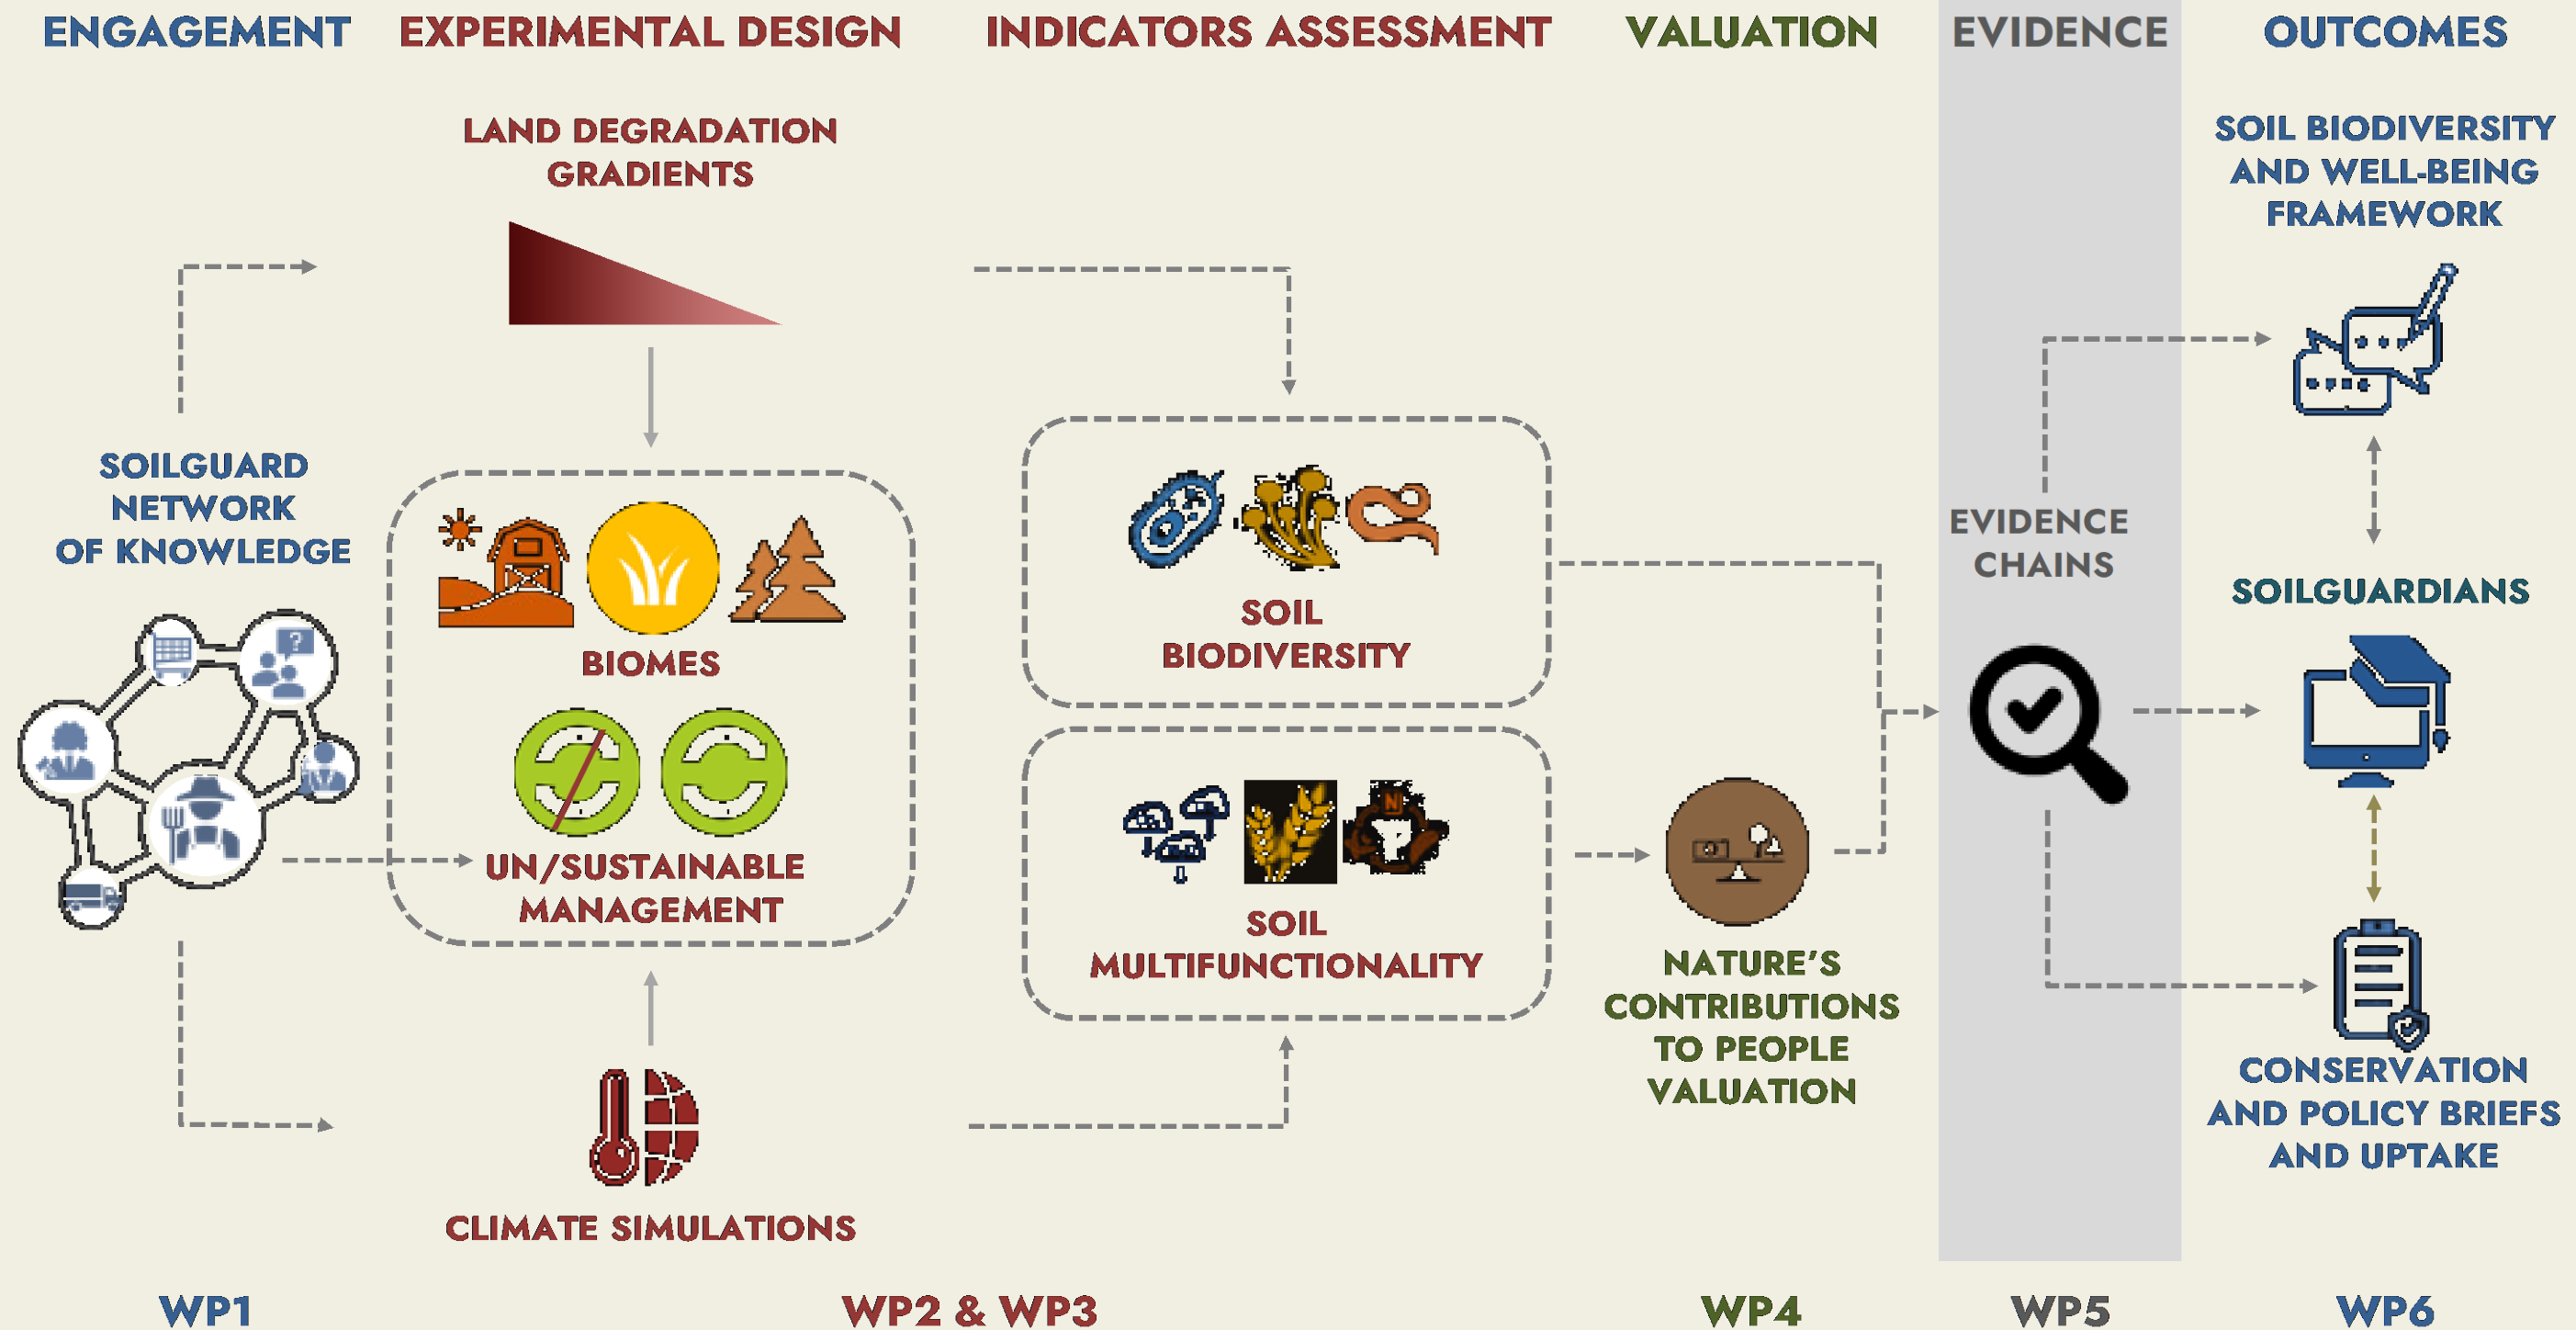 ENGAGEMENT
EXPERIMENTAL DESIGN
INDICATORS ASSESSMENT
VALUATION
EVIDENCE
OUTCOMES
LAND DEGRADATION
GRADIENTS
SOILGUARD
NETWORK
OF KNOWLEDGE
?
BIOMES
UN/SUSTAINABLE
MANAGEMENT
CLIMATE SIMULATIONS
SOIL
BIODIVERSITY
N
SOIL
MULTIFUNCTIONALITY
NATURE'S
CONTRIBUTIONS
TO PEOPLE
VALUATION
EVIDENCE
CHAINS
SOIL BIODIVERSITY
AND WELL-BEING
FRAMEWORK
SOILGUARDIANS
CONSERVATION
AND POLICY BRIEFS
AND UPTAKE
WP1
WP2 & WP3
WP4
WP5
WP6